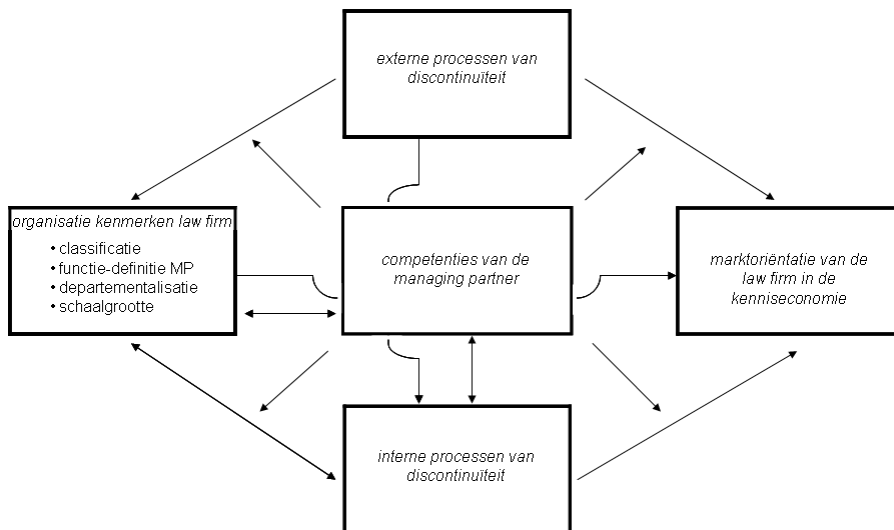 externe processen van
discontinuïteit
organisatie kenmerken law firm
• classificatie
• functie-definitie MP
• departementalisatie
• schaalgrootte
competenties van de
managing partner
marktoriëntatie van de
law firm in de
kenniseconomie
interne processen van
discontinuïteit